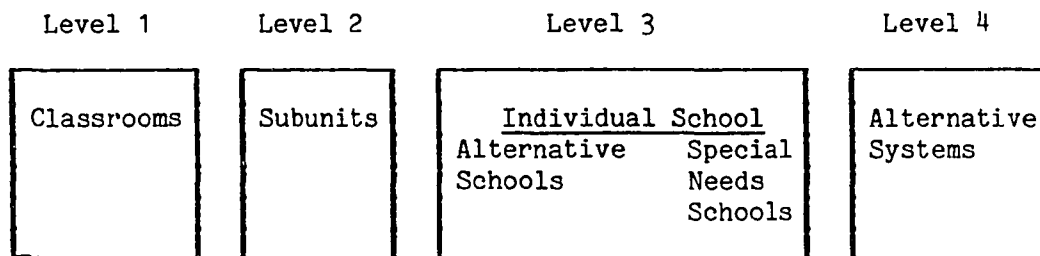 Level 1 Level 2 Level 3 Level 4
Classrooms Subunits Individual School Alternative
Alternative Special Systems
Schools Needs
Schools